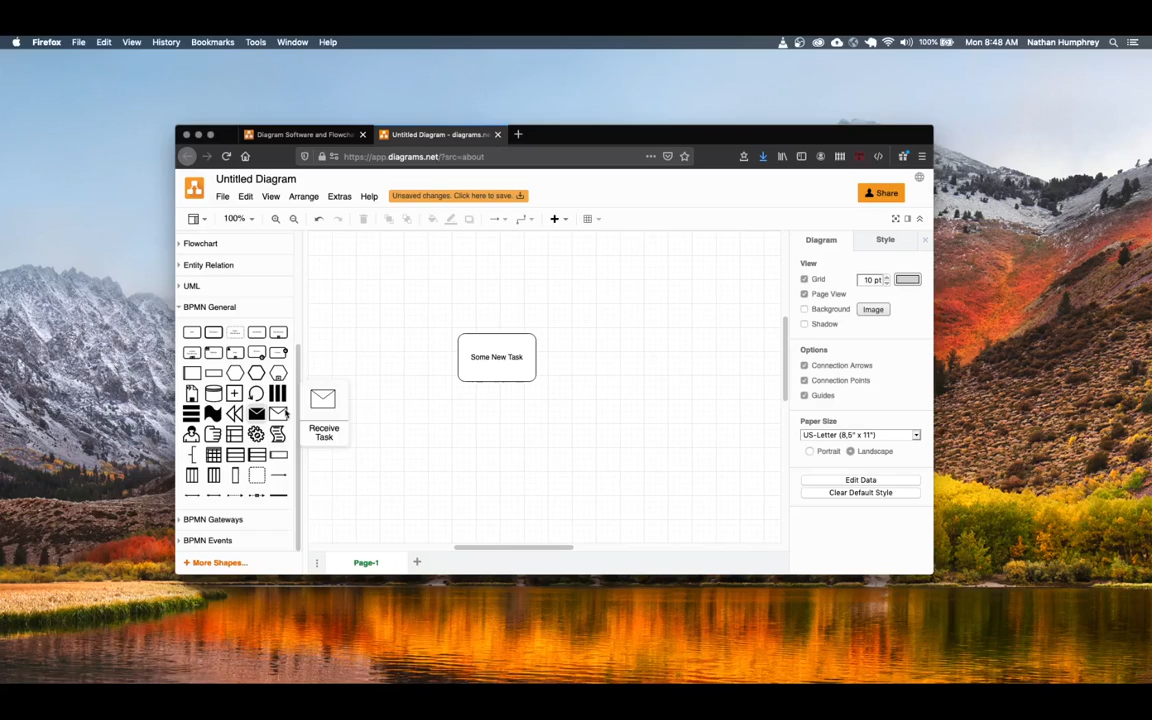 Firefox File Edit View History Bookmarks Tools Window Help 100% Mon 8:48 AM Nathan Humphrey
Diagram Software and Flowcha Untitled Diagram - diagrams.ne
https://app.diagrams.net/?src=about
Untitled Diagram
File Edit View Arrange Extras Help Unsaved changes. Click here to save. Share
100%
Flowchart
Entity Relation
UML
BPMN General
BPMN Gateways
BPMN Events
+ More Shapes...
Receive
Task
Some New Task
Page-1
Diagram Style
View
Grid 10 pt
Page View
Background Image
Shadow
Options
Connection Arrows
Connection Points
Guides
Paper Size
US-Letter (8,5" x 11")
Portrait Landscape
Edit Data
Clear Default Style